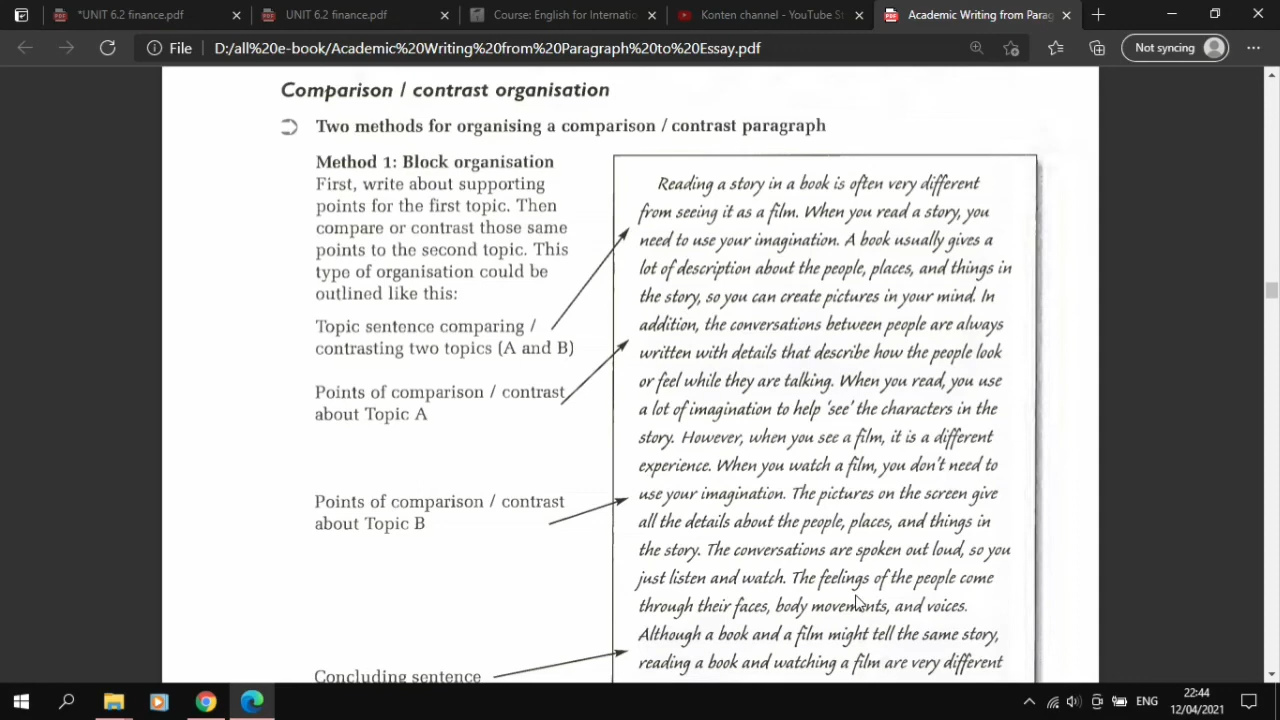 *UNIT 6.2 finance.pdf
UNIT 6.2 finance.pdf
Course: English for Internatio
Konten channel - YouTube St
Academic Writing from Parag
File
D:/all%20e-book/Academic%20Writing%20from%20Paragraph%20to%20Essay.pdf
Not syncing
Comparison / contrast organisation
Two methods for organising a comparison / contrast paragraph
Method 1: Block organisation
First, write about supporting
points for the first topic. Then
compare or contrast those same
points to the second topic. This
type of organisation could be
outlined like this:
Topic sentence comparing /
contrasting two topics (A and B)
Points of comparison / contrast
about Topic A
Points of comparison / contrast
about Topic B
Concluding sentence
Reading a story in a book is often very different
from seeing it as a film. When you read a story, you
need to use your imagination. A book usually gives a
lot of description about the people, places, and things in
the story, so you can create pictures in your mind. In
addition, the conversations between people are always
written with details that describe how the people look
or feel while they are talking. When you read, you use
a lot of imagination to help 'see' the characters in the
story. However, when you see a film, it is a different
experience. When you watch a film, you don't need to
use your imagination. The pictures on the screen give
all the details about the people, places, and things in
the story. The conversations are spoken out loud, so you
just listen and watch. The feelings of the people come
through their faces, body movements, and voices.
Although a book and a film might tell the same story,
reading a book and watching a film are very different
ENG
22:44
12/04/2021